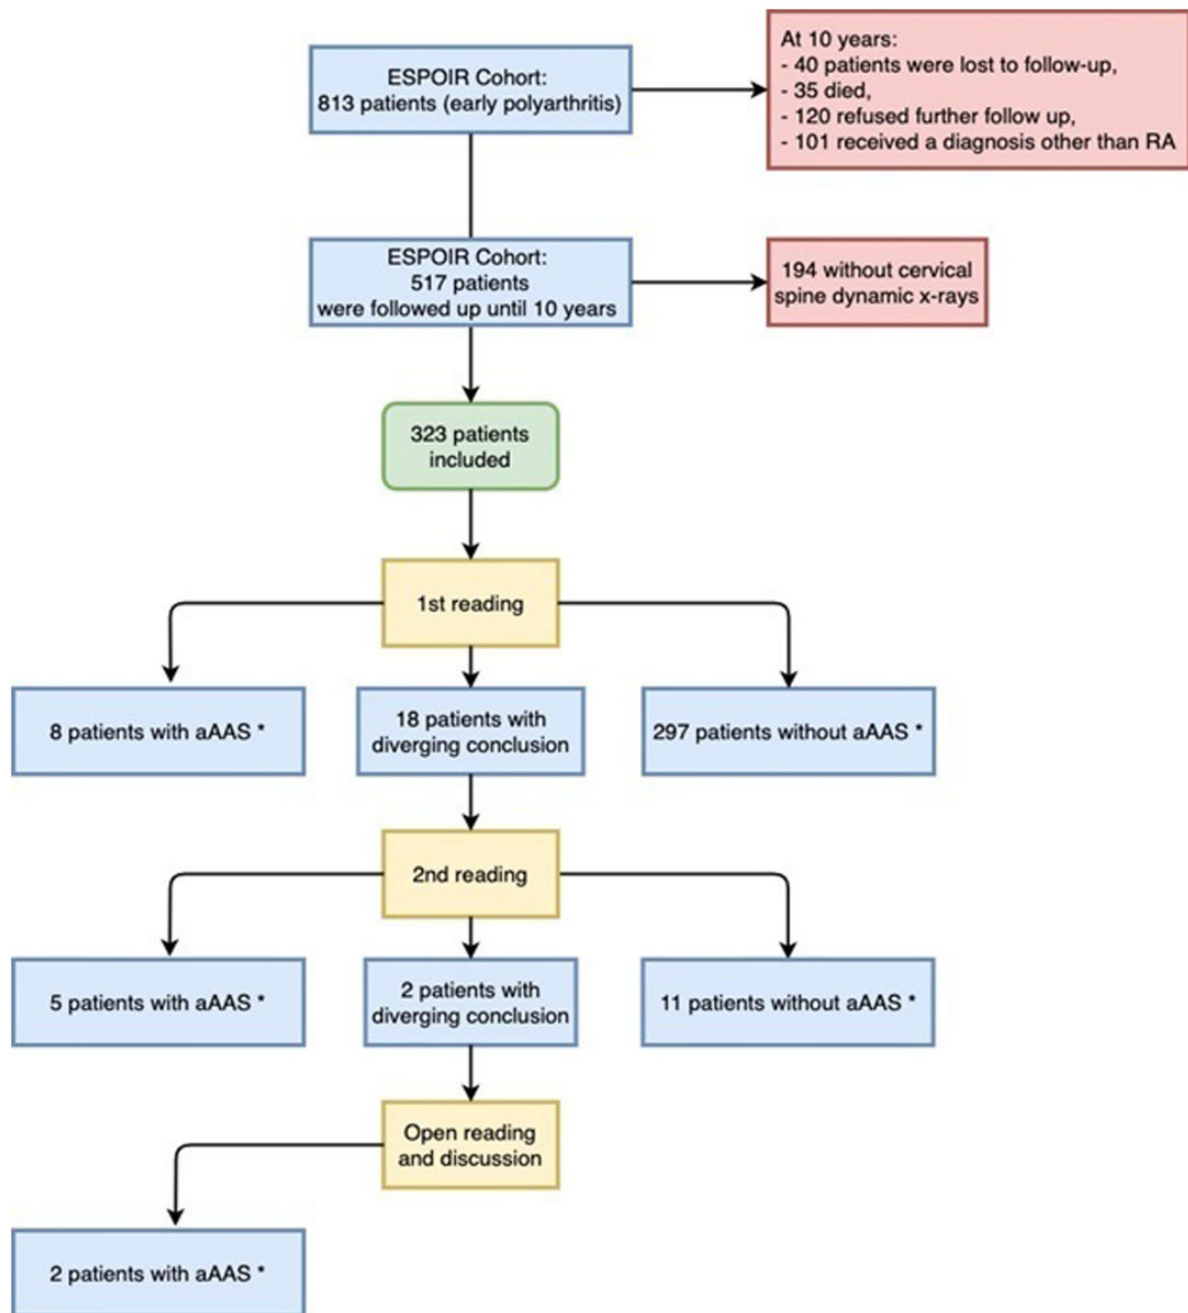 ESPOIR Cohort:
813 patients (early polyarthritis)
At 10 years:
- 40 patients were lost to follow-up,
- 35 died,
- 120 refused further follow up,
- 101 received a diagnosis other than RA
ESPOIR Cohort:
517 patients
were followed up until 10 years
194 without cervical
spine dynamic x-rays
323 patients
included
1st reading
8 patients with aAAS *
18 patients with
diverging conclusion
297 patients without aAAS *
2nd reading
5 patients with aAAS *
2 patients with
diverging conclusion
11 patients without aAAS *
Open reading
and discussion
2 patients with aAAS *